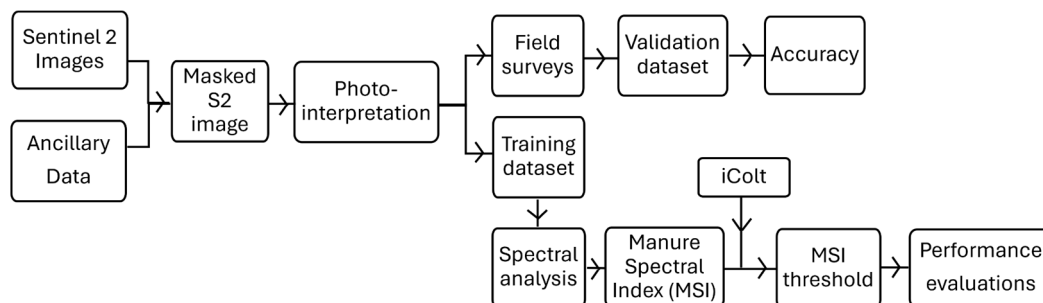 Sentinel 2
Images
Ancillary
Data
Masked
S2
image
Photo-
interpretation
Field
surveys
Validation
dataset
Accuracy
Training
dataset
iColt
Spectral
analysis
Manure
Spectral
Index (MSI)
MSI
threshold
Performance
evaluations